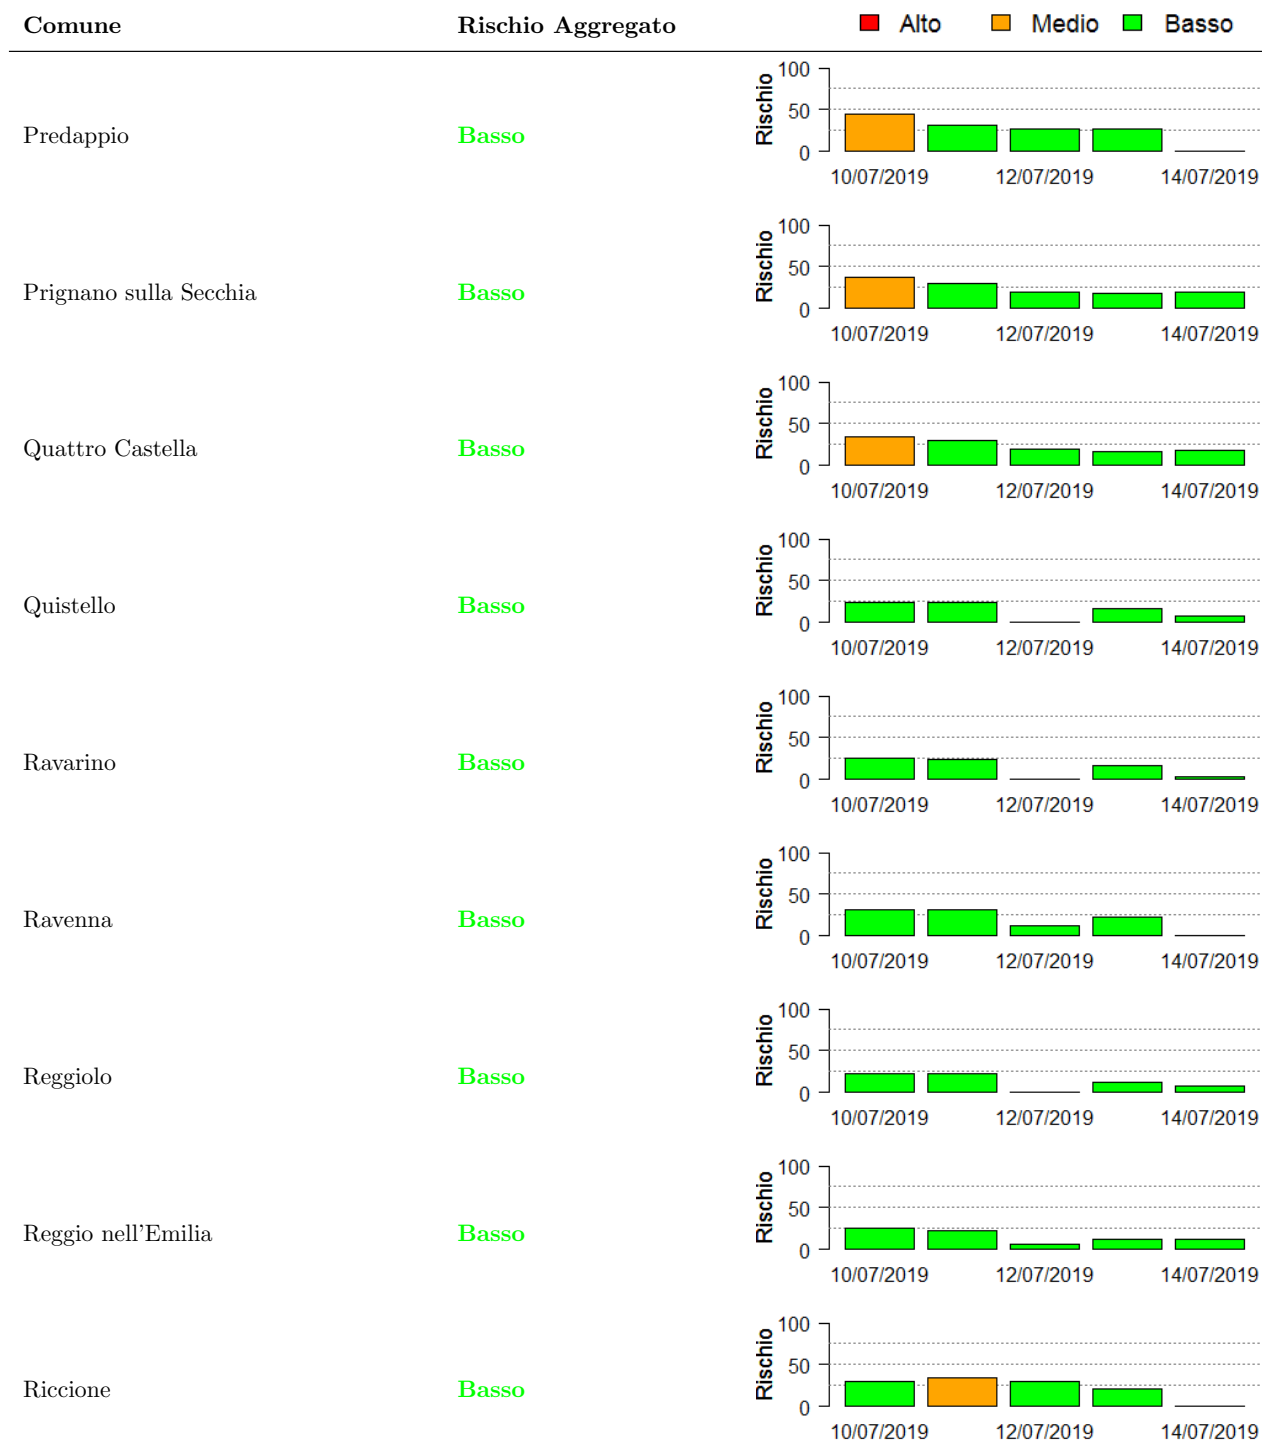 Comune Rischio Aggregato Alto Medio Basso
Predappio Basso
Rischio
100
50
0
10/07/2019 12/07/2019 14/07/2019
Prignano sulla Secchia Basso
Rischio
100
50
0
10/07/2019 12/07/2019 14/07/2019
Quattro Castella Basso
Rischio
100
50
0
10/07/2019 12/07/2019 14/07/2019
Quistello Basso
Rischio
100
50
0
10/07/2019 12/07/2019 14/07/2019
Ravarino Basso
Rischio
100
50
0
10/07/2019 12/07/2019 14/07/2019
Ravenna Basso
Rischio
100
50
0
10/07/2019 12/07/2019 14/07/2019
Reggiolo Basso
Rischio
100
50
0
10/07/2019 12/07/2019 14/07/2019
Reggio nell'Emilia Basso
Rischio
100
50
0
10/07/2019 12/07/2019 14/07/2019
Riccione Basso
Rischio
100
50
0
10/07/2019 12/07/2019 14/07/2019